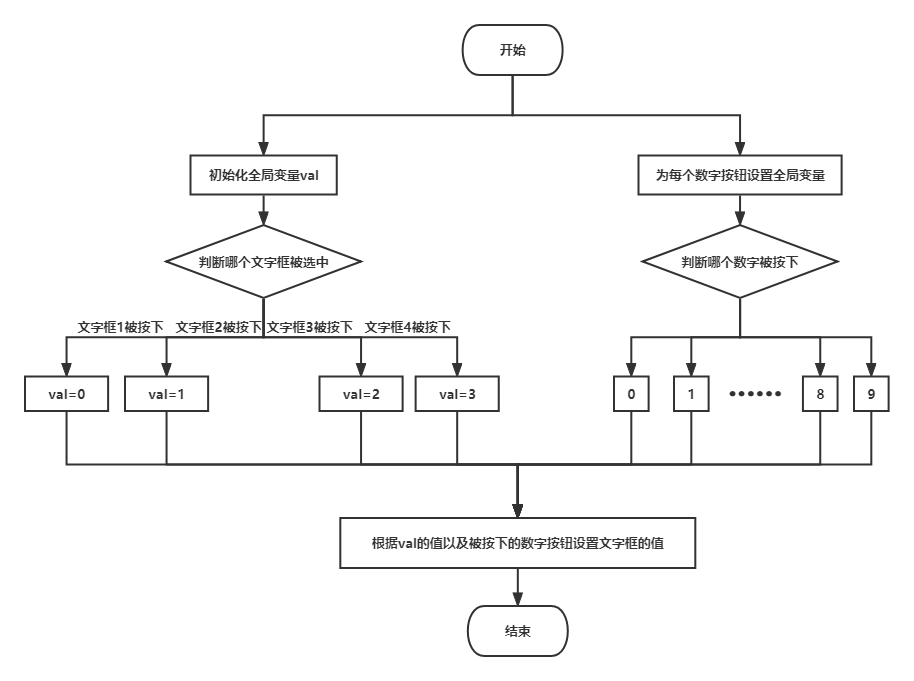 开始
初始化全局变量val
为每个数字按钮设置全局变量
判断哪个文字框被选中
判断哪个数字被按下
文字框1被按下
文字框2被按下
文字框3被按下
文字框4被按下
val=0
val=1
val=2
val=3
0
1
••••••
8
9
根据val的值以及被按下的数字按钮设置文字框的值
结束